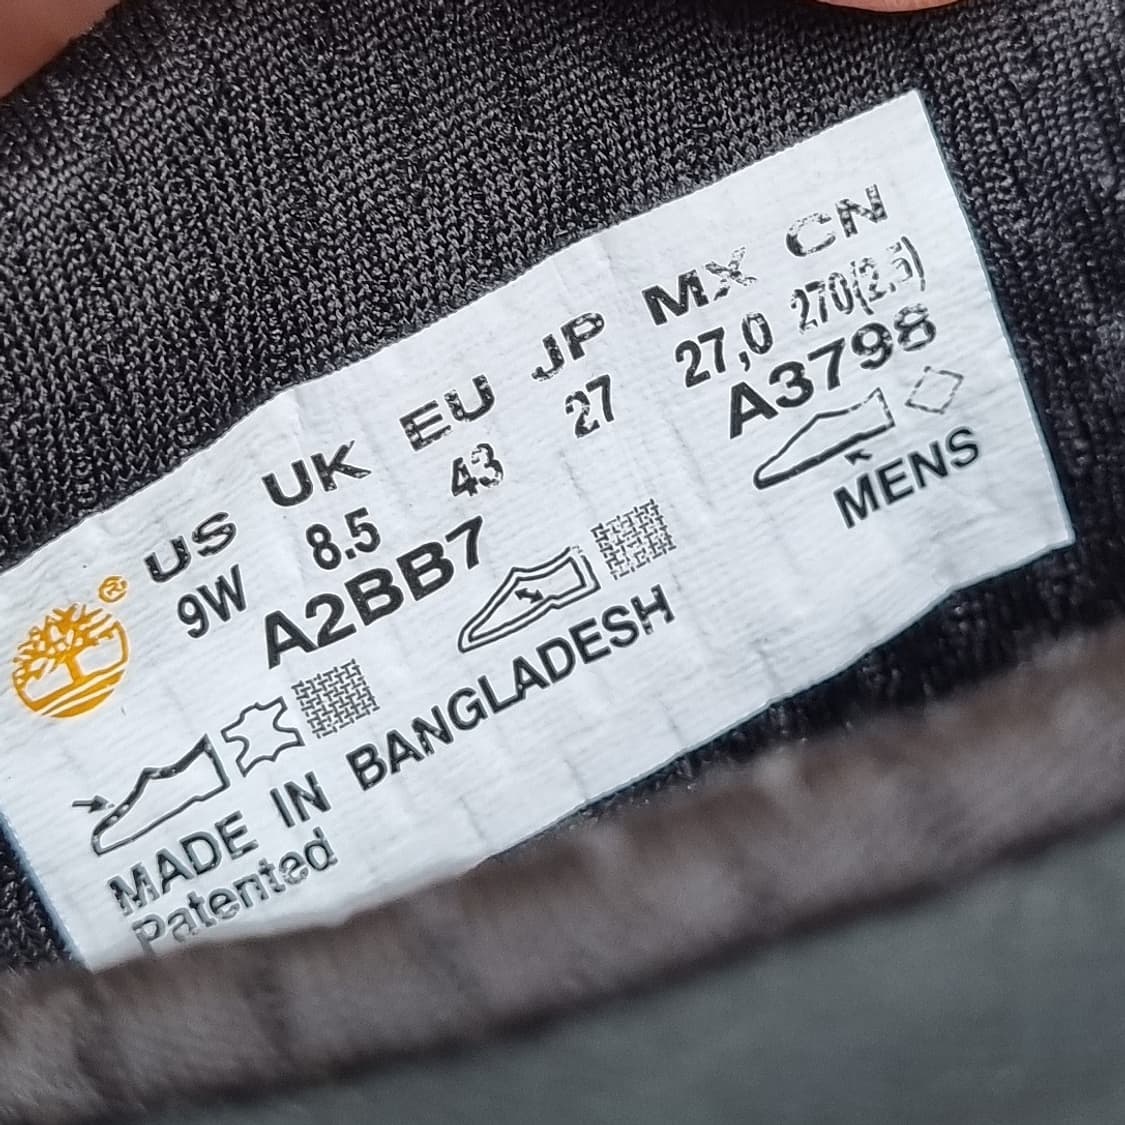 ®
US UK EU JP MX CN
9W 8.5 43 27 27,0 270(2.5)
A2BB7 A3798
MENS
MADE IN BANGLADESH
Patented